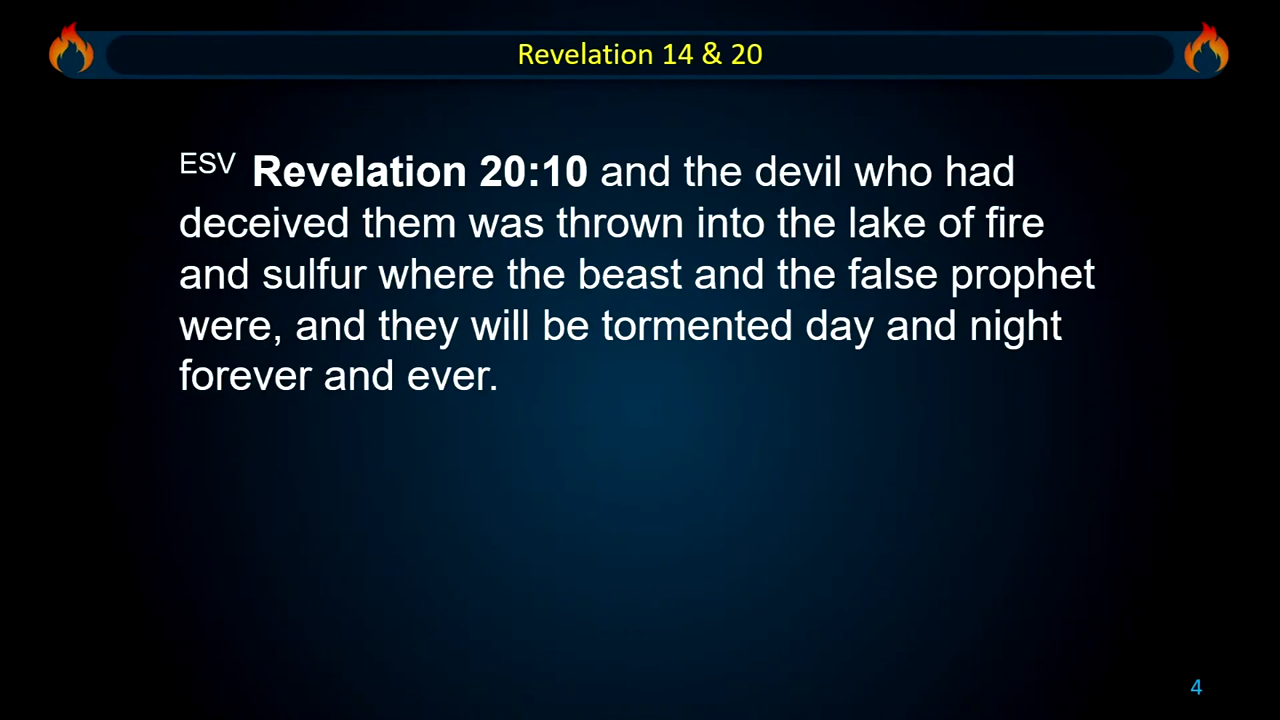 Revelation 14 & 20
ESV Revelation 20:10 and the devil who had
deceived them was thrown into the lake of fire
and sulfur where the beast and the false prophet
were, and they will be tormented day and night
forever and ever.
4